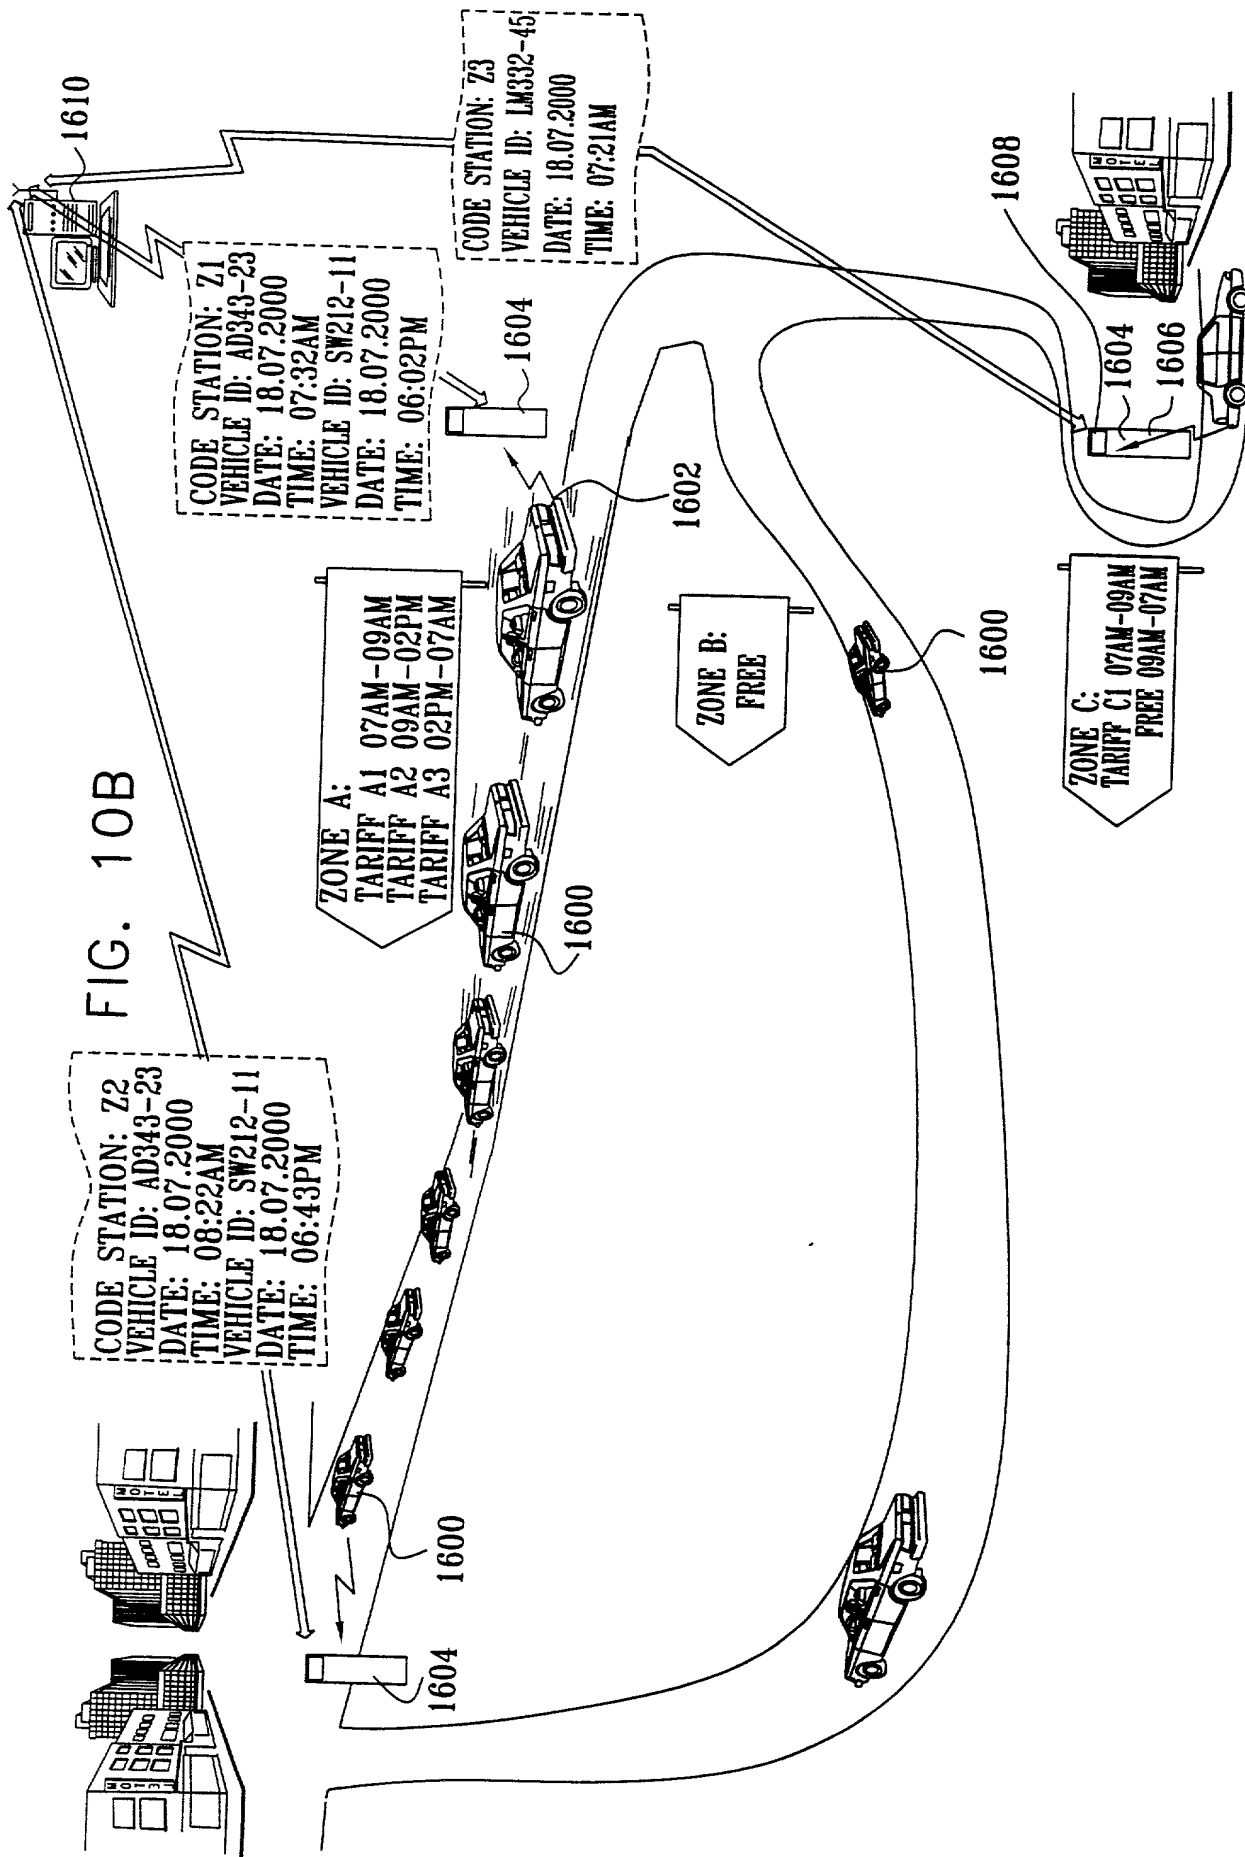 FIG. 10B
CODE STATION: Z2
VEHICLE ID: AD343-23
DATE: 18.07.2000
TIME: 08:22AM
VEHICLE ID: SW212-11
DATE: 18.07.2000
TIME: 06:43PM
1610
CODE STATION: Z1
VEHICLE ID: AD343-23
DATE: 18.07.2000
TIME: 07:32AM
VEHICLE ID: SW212-11
DATE: 18.07.2000
TIME: 06:02PM
CODE STATION: Z3
VEHICLE ID: LM332-45
DATE: 18.07.2000
TIME: 07:21AM
ZONE A:
TARIFF A1 07AM-09AM
TARIFF A2 09AM-02PM
TARIFF A3 02PM-07AM
1604
1602
1600
1600
1604
ZONE B:
FREE
1600
ZONE C:
TARIFF C1 07AM-09AM
FREE 09AM-07AM
1608
1604
1606
MOTEL
MOTEL
MOTEL